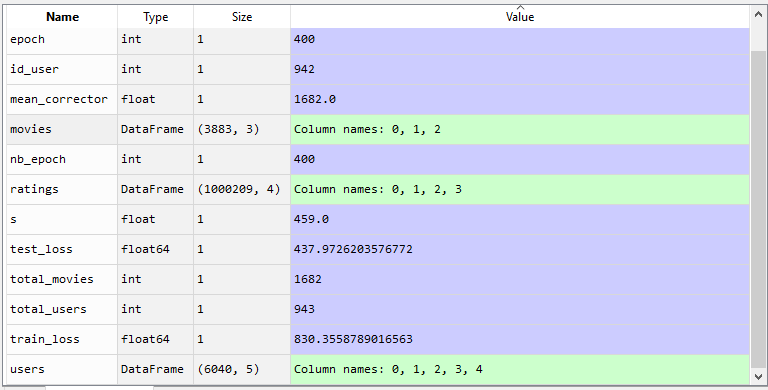 Name Type Size Value
epoch int 1 400
id_user int 1 942
mean_corrector float 1 1682.0
movies DataFrame (3883, 3) Column names: 0, 1, 2
nb_epoch int 1 400
ratings DataFrame (1000209, 4) Column names: 0, 1, 2, 3
s float 1 459.0
test_loss float64 1 437.9726203576772
total_movies int 1 1682
total_users int 1 943
train_loss float64 1 830.3558789016563
users DataFrame (6040, 5) Column names: 0, 1, 2, 3, 4